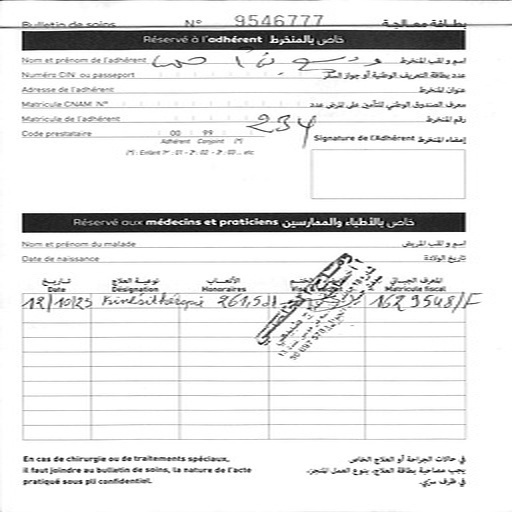 Bulletin de soins N° 9546777 بطاقة معالجة
Réservé à l'adhérent خاص بالمنخرط
Nom et prénom de l'adhérent اسم و لقب المنخرط
Numéro CIN ou passeport عدد بطاقة التعريف الوطنية أو جواز السفر
Adresse de l'adhérent عنوان المنخرط
Matricule CNAM N° معرف الصندوق الوطني للتأمين على المرض عدد
Matricule de l'adhérent 234 رقم المنخرط
Code prestataire 00 99 Signature de l'Adhérent إمضاء المنخرط
Adhérent Conjoint (*)
(*) : Enfant 1er : 01 - 2e : 02 - 3e : 03 ... etc
Réservé aux médecins et praticiens خاص بالأطباء والممارسين
Nom et prénom du malade اسم و لقب المريض
Date de naissance تاريخ الولادة
تاريخ نوعية العلاج الأتعاب الختم المعرف الجبائي
Date Désignation Honoraires Matricule fiscal
12/10/23 Kinésithérapie 261,5dt 1629548/F
En cas de chirurgie ou de traitements spéciaux, في حالات الجراحة أو العلاج الخاص
il faut joindre au bulletin de soins, la nature de l'acte يجب مصاحبة بطاقة العلاج، بنوع العمل المنجز،
pratiqué sous pli confidentiel. في ظرف سري.